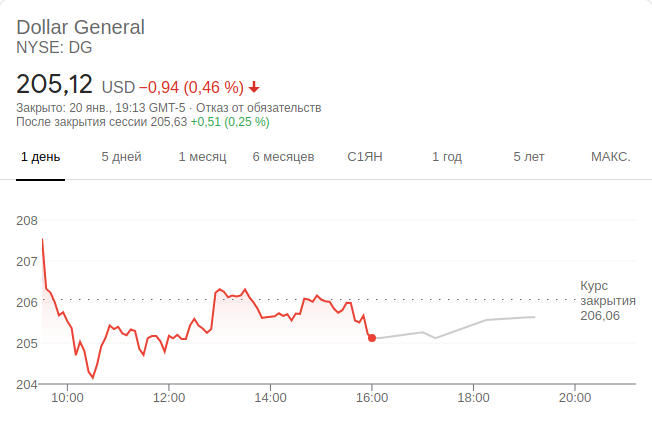 Dollar General
NYSE: DG
205,12 USD −0,94 (0,46 %)
Закрыто: 20 янв., 19:13 GMT-5 · Отказ от обязательств
После закрытия сессии 205,63 +0,51 (0,25 %)
1 день 5 дней 1 месяц 6 месяцев С1ЯН 1 год 5 лет МАКС.
208
207
206
205
204
Курс
закрытия
206,06
10:00 12:00 14:00 16:00 18:00 20:00